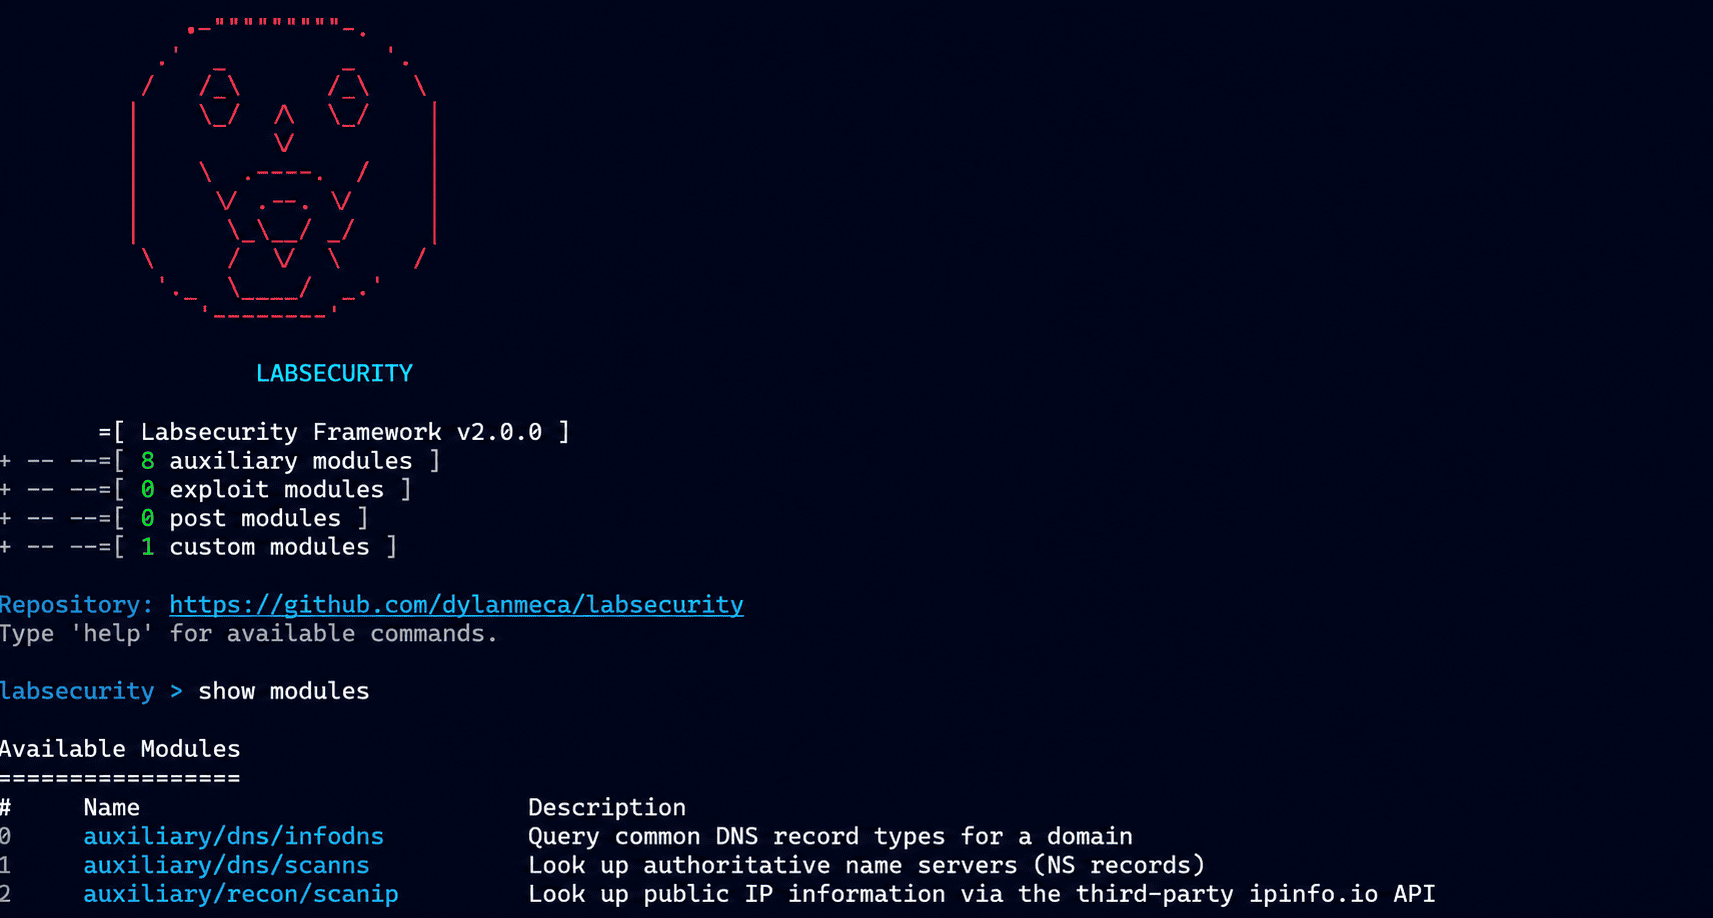 LABSECURITY
=[ Labsecurity Framework v2.0.0 ]
+ -- --=[ 8 auxiliary modules ]
+ -- --=[ 0 exploit modules ]
+ -- --=[ 0 post modules ]
+ -- --=[ 1 custom modules ]
Repository: https://github.com/dylanmeca/labsecurity
Type 'help' for available commands.
labsecurity > show modules
Available Modules
=================
# Name Description
0 auxiliary/dns/infodns Query common DNS record types for a domain
1 auxiliary/dns/scanns Look up authoritative name servers (NS records)
2 auxiliary/recon/scanip Look up public IP information via the third-party ipinfo.io API